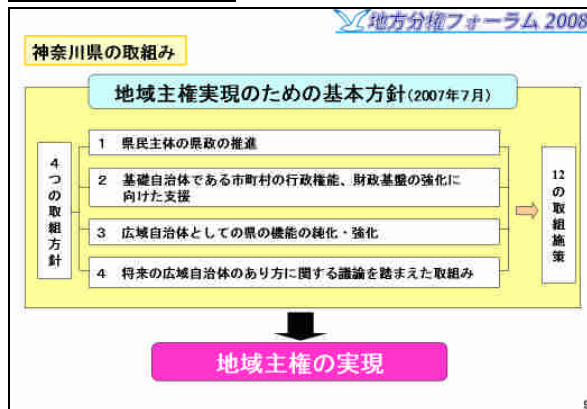 地方分権フォーラム 2008
神奈川県の取組み
地域主権実現のための基本方針(2007年7月)
4つの取組方針
1 県民主体の県政の推進
2 基礎自治体である市町村の行政権能、財政基盤の強化に
向けた支援
3 広域自治体としての県の機能の純化・強化
4 将来の広域自治体のあり方に関する議論を踏まえた取組み
12の取組施策
地域主権の実現